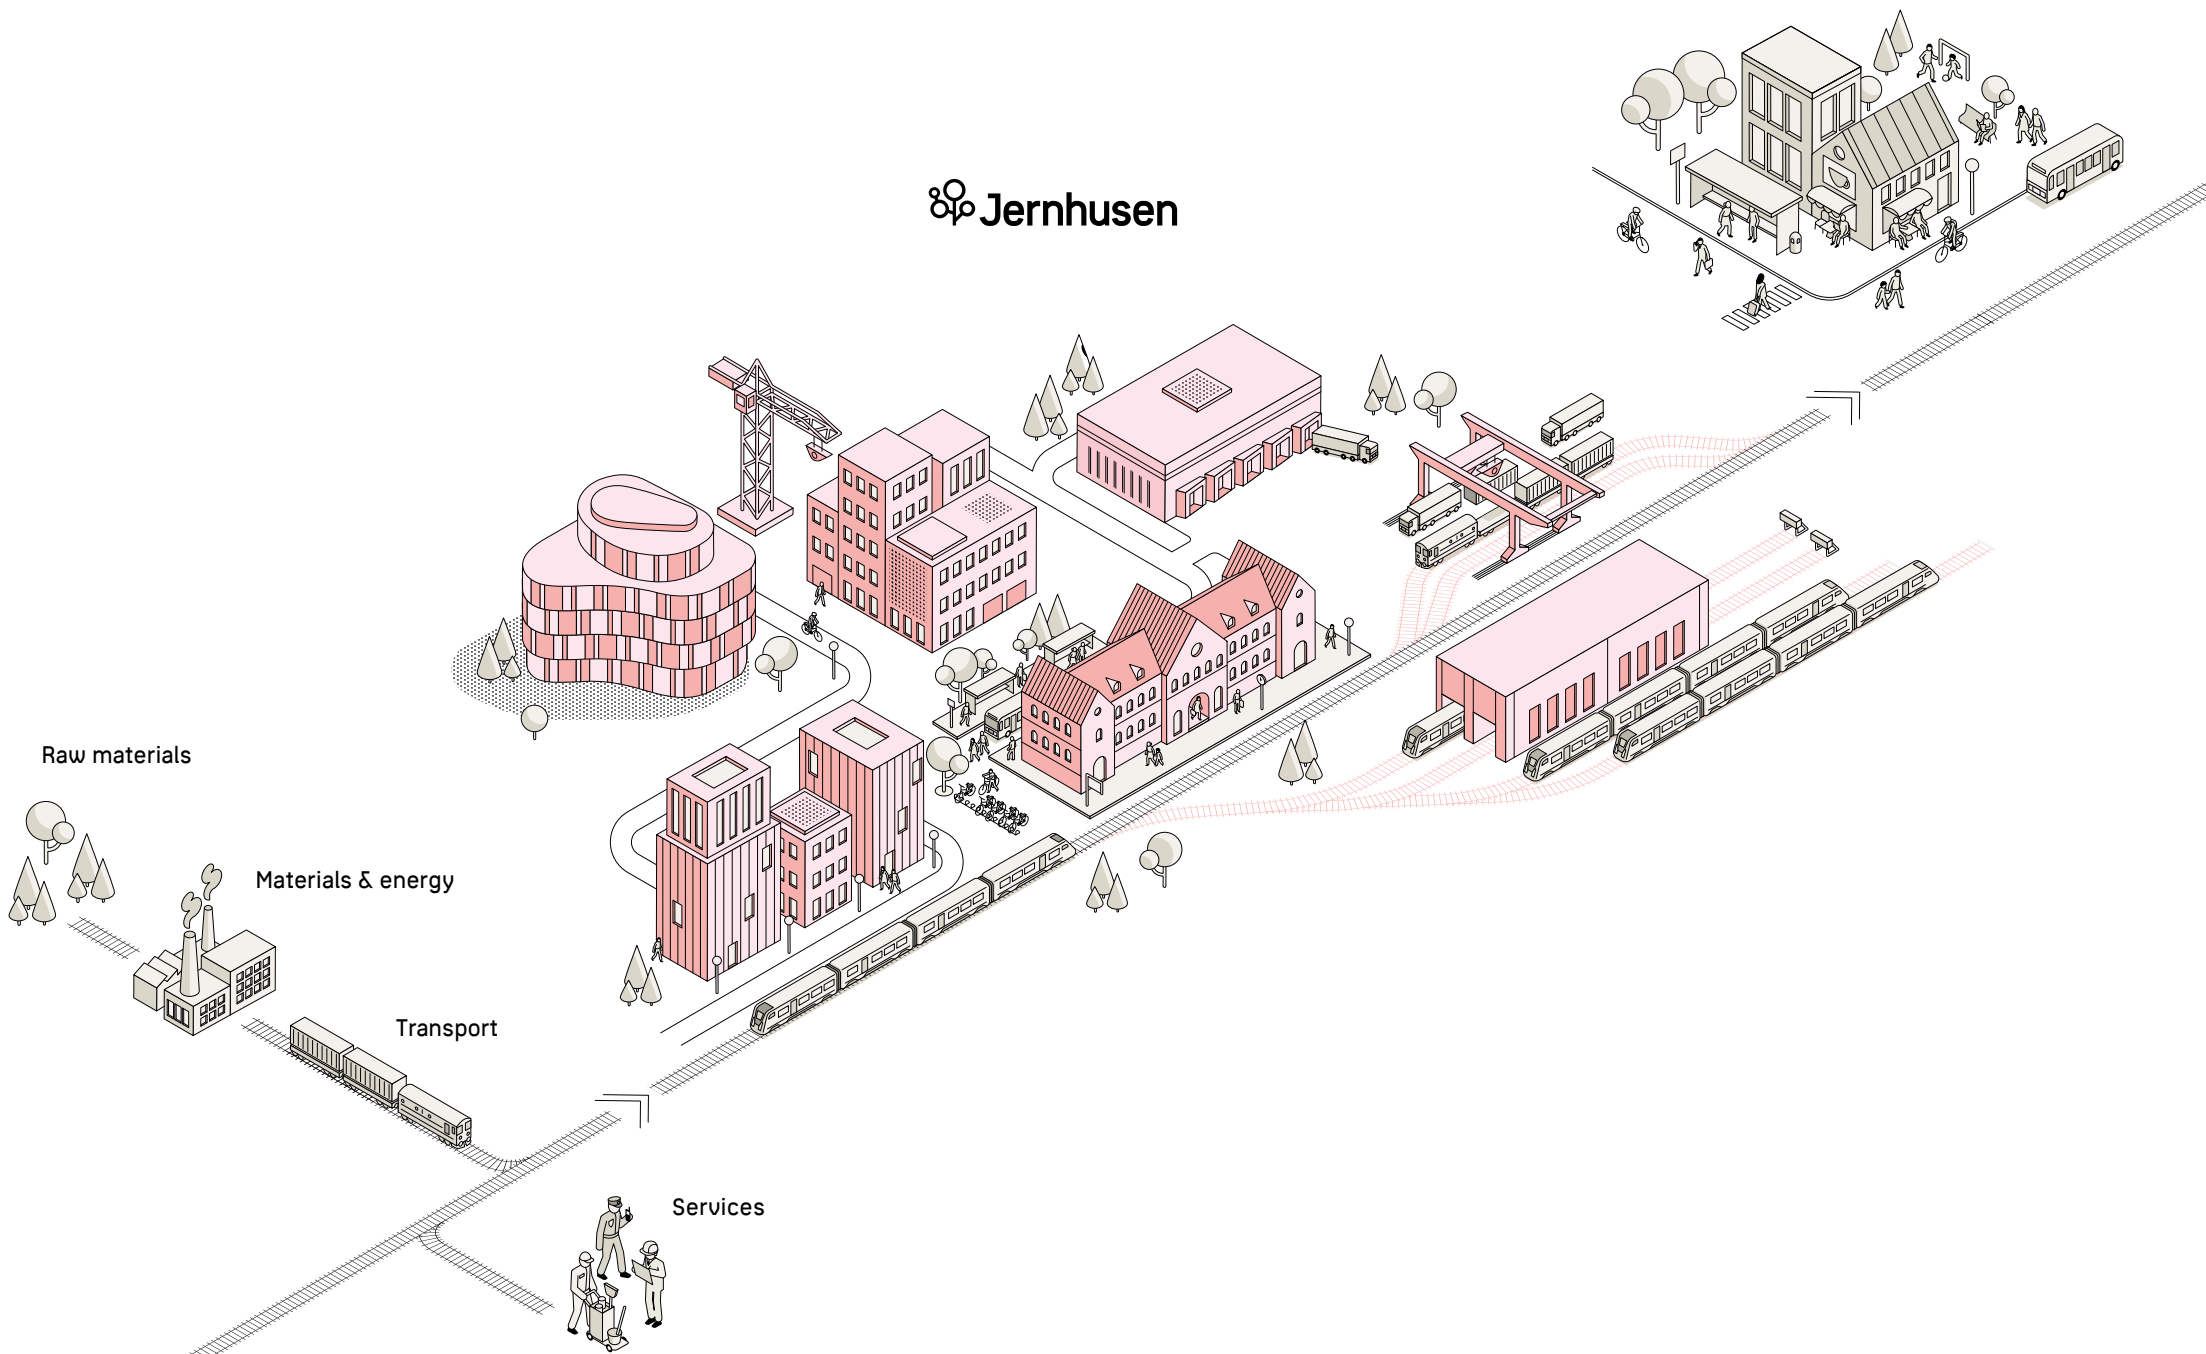 Jernhusen
Raw materials
Materials & energy
Transport
Services